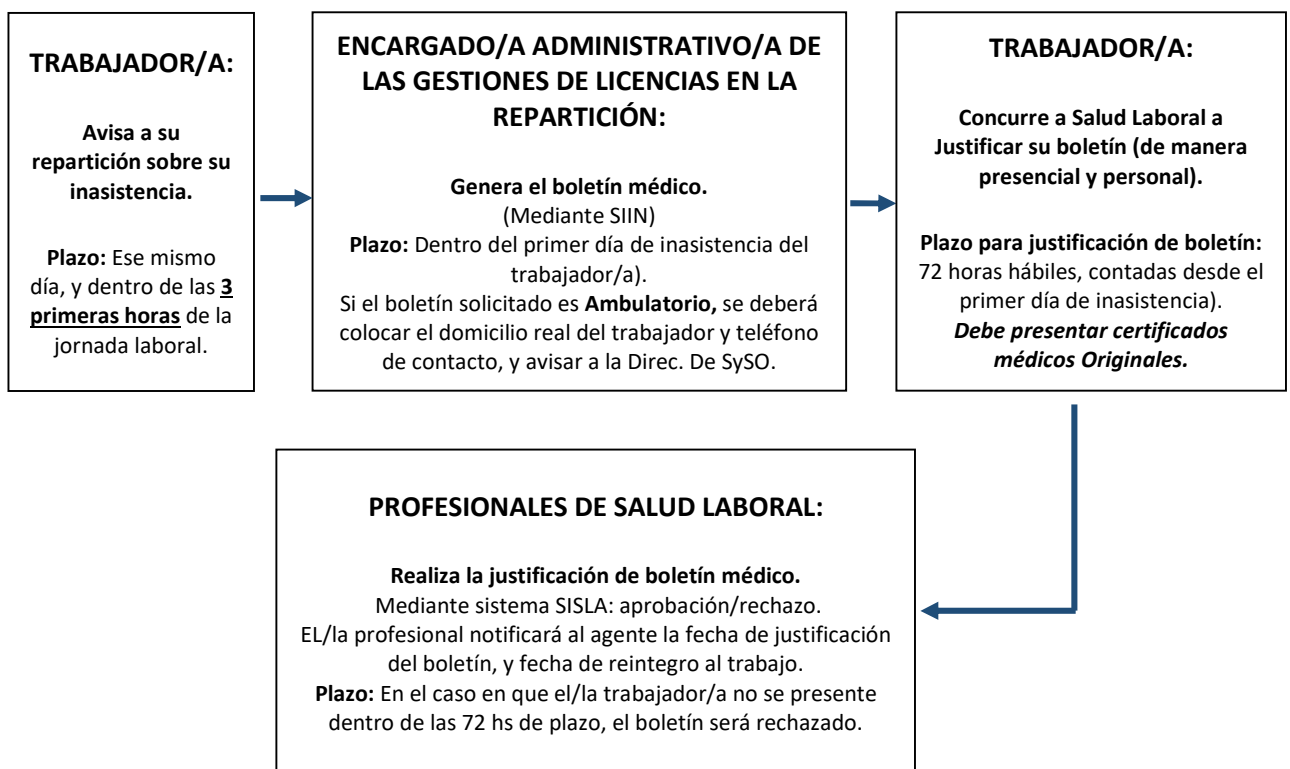 TRABAJADOR/A:
Avisa a su
repartición sobre su
inasistencia.
Plazo: Ese mismo
día, y dentro de las 3
primeras horas de la
jornada laboral.
ENCARGADO/A ADMINISTRATIVO/A DE
LAS GESTIONES DE LICENCIAS EN LA
REPARTICIÓN:
Genera el boletín médico.
(Mediante SIIN)
Plazo: Dentro del primer día de inasistencia del
trabajador/a).
Si el boletín solicitado es Ambulatorio, se deberá
colocar el domicilio real del trabajador y teléfono
de contacto, y avisar a la Direc. De SySO.
TRABAJADOR/A:
Concurre a Salud Laboral a
Justificar su boletín (de manera
presencial y personal).
Plazo para justificación de boletín:
72 horas hábiles, contadas desde el
primer día de inasistencia).
Debe presentar certificados
médicos Originales.
PROFESIONALES DE SALUD LABORAL:
Realiza la justificación de boletín médico.
Mediante sistema SISLA: aprobación/rechazo.
EL/la profesional notificará al agente la fecha de justificación
del boletín, y fecha de reintegro al trabajo.
Plazo: En el caso en que el/la trabajador/a no se presente
dentro de las 72 hs de plazo, el boletín será rechazado.